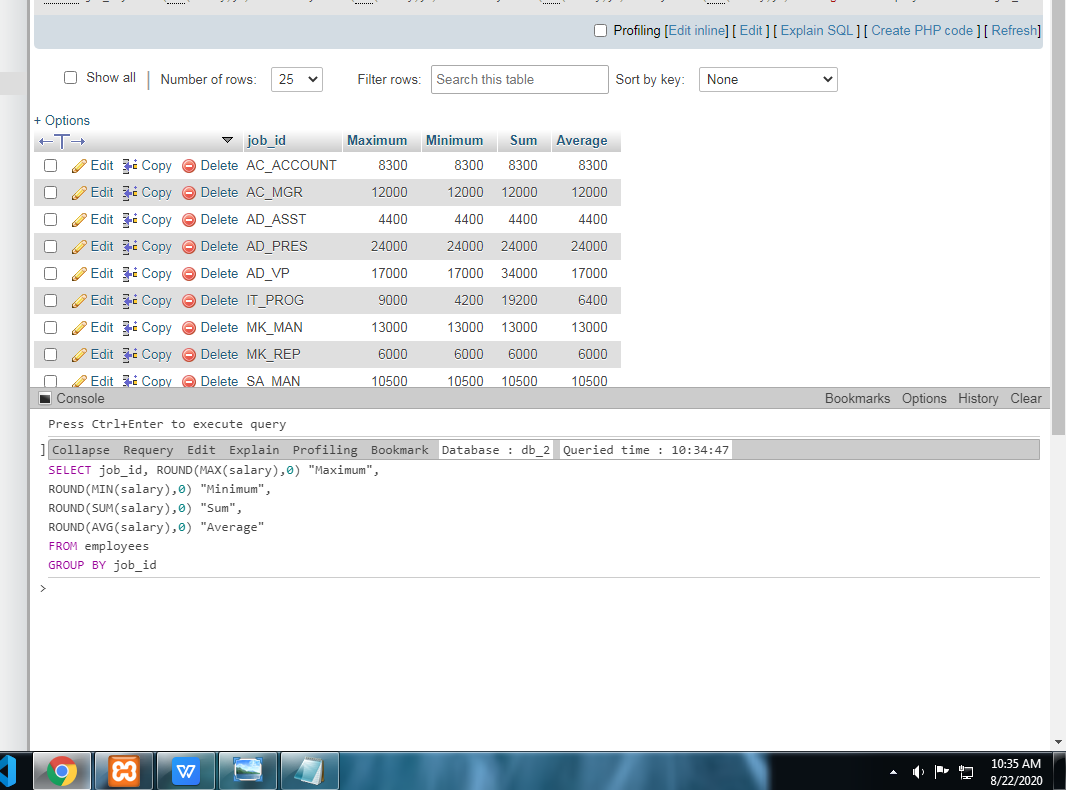 Profiling [Edit inline] [ Edit ] [ Explain SQL ] [ Create PHP code ] [ Refresh]
Show all | Number of rows: 25 Filter rows: Search this table Sort by key: None
+ Options
←T→ job_id Maximum Minimum Sum Average
Edit Copy Delete AC_ACCOUNT 8300 8300 8300 8300
Edit Copy Delete AC_MGR 12000 12000 12000 12000
Edit Copy Delete AD_ASST 4400 4400 4400 4400
Edit Copy Delete AD_PRES 24000 24000 24000 24000
Edit Copy Delete AD_VP 17000 17000 34000 17000
Edit Copy Delete IT_PROG 9000 4200 19200 6400
Edit Copy Delete MK_MAN 13000 13000 13000 13000
Edit Copy Delete MK_REP 6000 6000 6000 6000
Edit Copy Delete SA_MAN 10500 10500 10500 10500
Console Bookmarks Options History Clear
Press Ctrl+Enter to execute query
] Collapse Requery Edit Explain Profiling Bookmark Database : db_2 Queried time : 10:34:47
SELECT job_id, ROUND(MAX(salary),0) "Maximum",
ROUND(MIN(salary),0) "Minimum",
ROUND(SUM(salary),0) "Sum",
ROUND(AVG(salary),0) "Average"
FROM employees
GROUP BY job_id
>
10:35 AM
8/22/2020